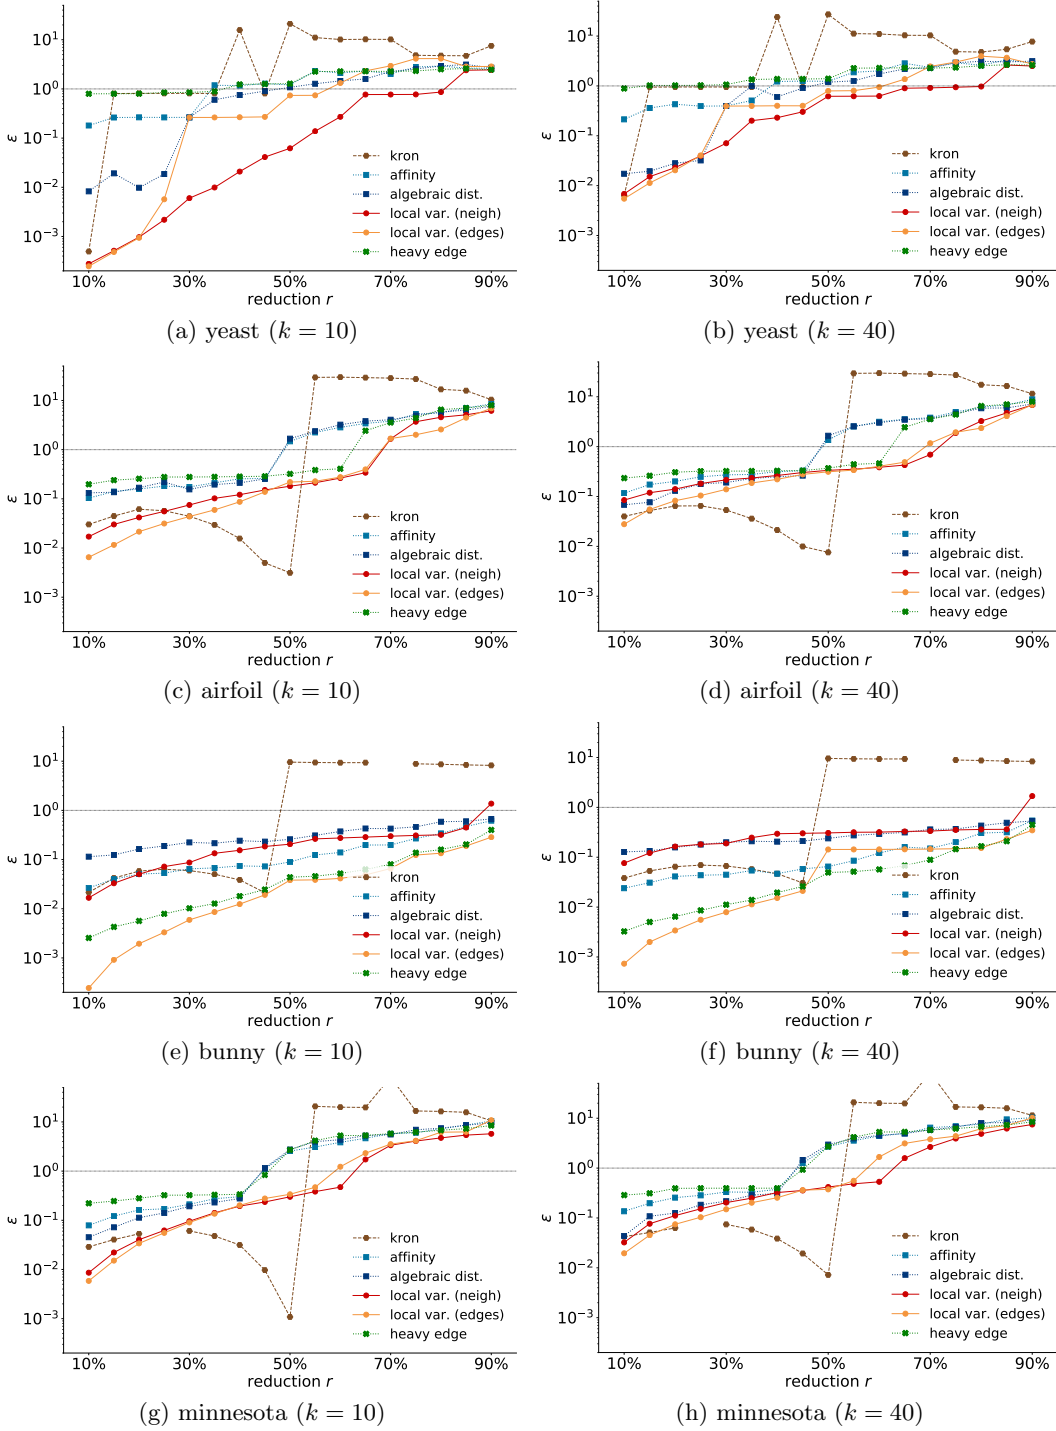 10¹
10⁰
10⁻¹
10⁻²
10⁻³
ε
kron
affinity
algebraic dist.
local var. (neigh)
local var. (edges)
heavy edge
10% 30% 50% 70% 90%
reduction r
(a) yeast (k = 10)
10¹
10⁰
10⁻¹
10⁻²
10⁻³
ε
kron
affinity
algebraic dist.
local var. (neigh)
local var. (edges)
heavy edge
10% 30% 50% 70% 90%
reduction r
(b) yeast (k = 40)
10¹
10⁰
10⁻¹
10⁻²
10⁻³
ε
kron
affinity
algebraic dist.
local var. (neigh)
local var. (edges)
heavy edge
10% 30% 50% 70% 90%
reduction r
(c) airfoil (k = 10)
10¹
10⁰
10⁻¹
10⁻²
10⁻³
ε
kron
affinity
algebraic dist.
local var. (neigh)
local var. (edges)
heavy edge
10% 30% 50% 70% 90%
reduction r
(d) airfoil (k = 40)
10¹
10⁰
10⁻¹
10⁻²
10⁻³
ε
kron
affinity
algebraic dist.
local var. (neigh)
local var. (edges)
heavy edge
10% 30% 50% 70% 90%
reduction r
(e) bunny (k = 10)
10¹
10⁰
10⁻¹
10⁻²
10⁻³
ε
kron
affinity
algebraic dist.
local var. (neigh)
local var. (edges)
heavy edge
10% 30% 50% 70% 90%
reduction r
(f) bunny (k = 40)
10¹
10⁰
10⁻¹
10⁻²
10⁻³
ε
kron
affinity
algebraic dist.
local var. (neigh)
local var. (edges)
heavy edge
10% 30% 50% 70% 90%
reduction r
(g) minnesota (k = 10)
10¹
10⁰
10⁻¹
10⁻²
10⁻³
ε
kron
affinity
algebraic dist.
local var. (neigh)
local var. (edges)
heavy edge
10% 30% 50% 70% 90%
reduction r
(h) minnesota (k = 40)